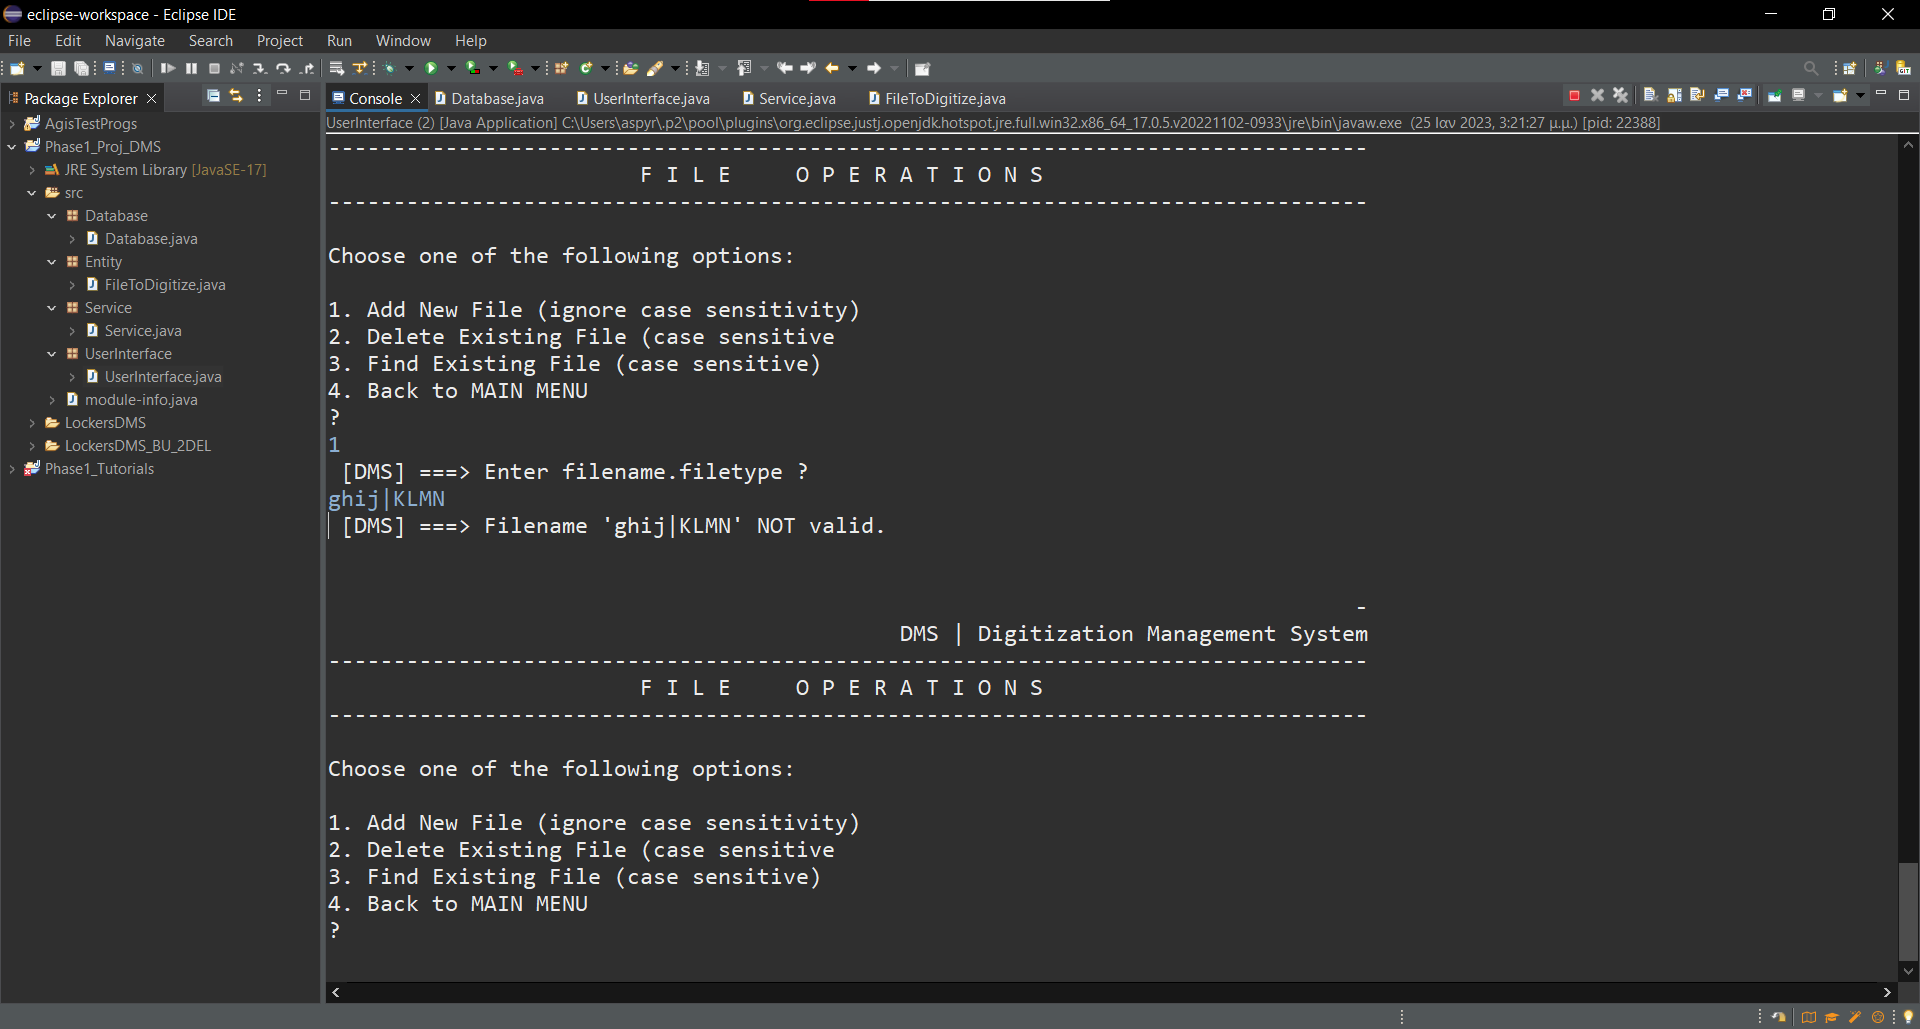 eclipse-workspace - Eclipse IDE
File Edit Navigate Search Project Run Window Help
Package Explorer
Console Database.java UserInterface.java Service.java FileToDigitize.java
UserInterface (2) [Java Application] C:\Users\aspyr\.p2\pool\plugins\org.eclipse.justj.openjdk.hotspot.jre.full.win32.x86_64_17.0.5.v20221102-0933\jre\bin\javaw.exe (25 Ιαν 2023, 3:21:27 μ.μ.) [pid: 22388]
AgisTestProgs
Phase1_Proj_DMS
JRE System Library [JavaSE-17]
src
Database
Database.java
Entity
FileToDigitize.java
Service
Service.java
UserInterface
UserInterface.java
module-info.java
LockersDMS
LockersDMS_BU_2DEL
Phase1_Tutorials
--------------------------------------------------------------------------------
F I L E     O P E R A T I O N S
--------------------------------------------------------------------------------
Choose one of the following options:
1. Add New File (ignore case sensitivity)
2. Delete Existing File (case sensitive
3. Find Existing File (case sensitive)
4. Back to MAIN MENU
?
1
[DMS] ===> Enter filename.filetype ?
ghij|KLMN
[DMS] ===> Filename 'ghij|KLMN' NOT valid.
-
DMS | Digitization Management System
--------------------------------------------------------------------------------
F I L E     O P E R A T I O N S
--------------------------------------------------------------------------------
Choose one of the following options:
1. Add New File (ignore case sensitivity)
2. Delete Existing File (case sensitive
3. Find Existing File (case sensitive)
4. Back to MAIN MENU
?